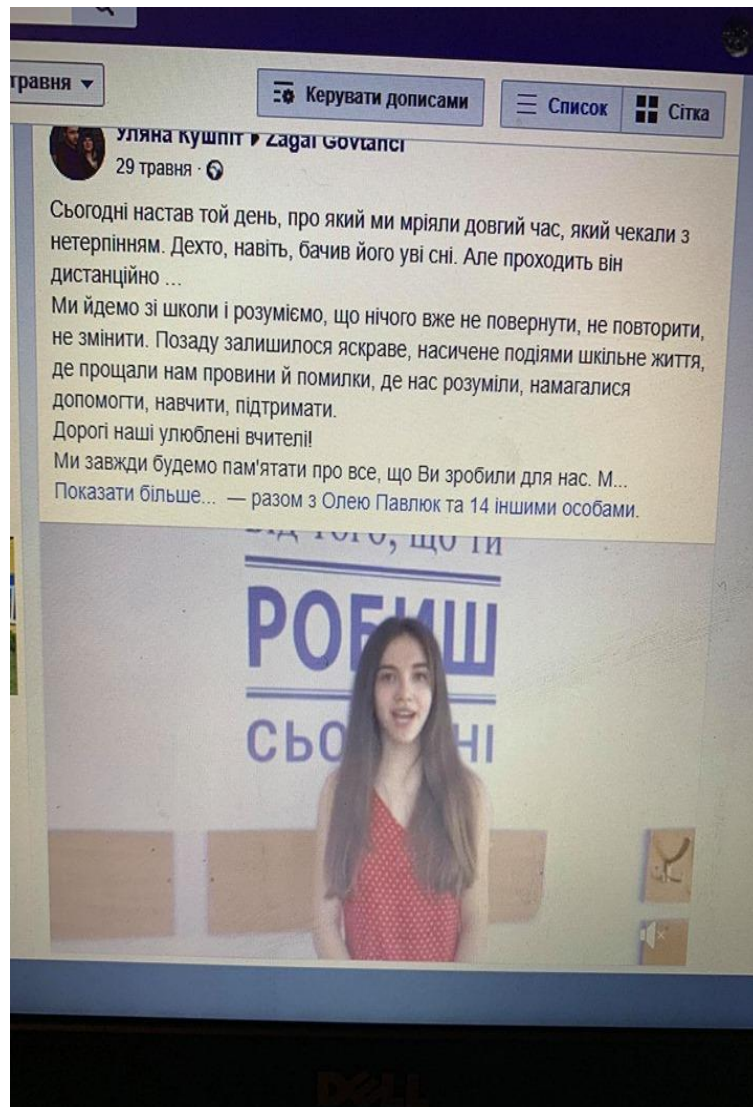 травня
Керувати дописами
Список
Сітка
Уляна Кушпіт ▸ Zagal Govtanci
29 травня ·
Сьогодні настав той день, про який ми мріяли довгий час, який чекали з
нетерпінням. Дехто, навіть, бачив його уві сні. Але проходить він
дистанційно ...
Ми йдемо зі школи і розуміємо, що нічого вже не повернути, не повторити,
не змінити. Позаду залишилося яскраве, насичене подіями шкільне життя,
де прощали нам провини й помилки, де нас розуміли, намагалися
допомогти, навчити, підтримати.
Дорогі наші улюблені вчителі!
Ми завжди будемо пам'ятати про все, що Ви зробили для нас. М...
Показати більше... — разом з Олею Павлюк та 14 іншими особами.
від того, що ти
РОБИШ
СЬО НІ
DELL